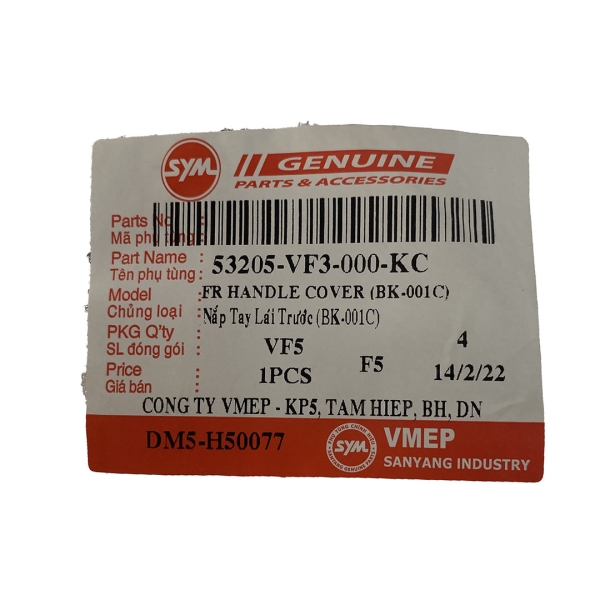 SYM GENUINE
PARTS & ACCESSORIES
Parts No :
Mã phụ tùng :
53205-VF3-000-KC
Part Name :
Tên phụ tùng :
FR HANDLE COVER (BK-001C)
Model :
Chủng loại :
Nắp Tay Lái Trước (BK-001C)
PKG Q'ty :
SL đóng gói :
VF5 4
Price :
Giá bán :
1PCS F5 14/2/22
CONG TY VMEP - KP5, TAM HIEP, BH, DN
DM5-H50077
SYM
VMEP
SANYANG INDUSTRY